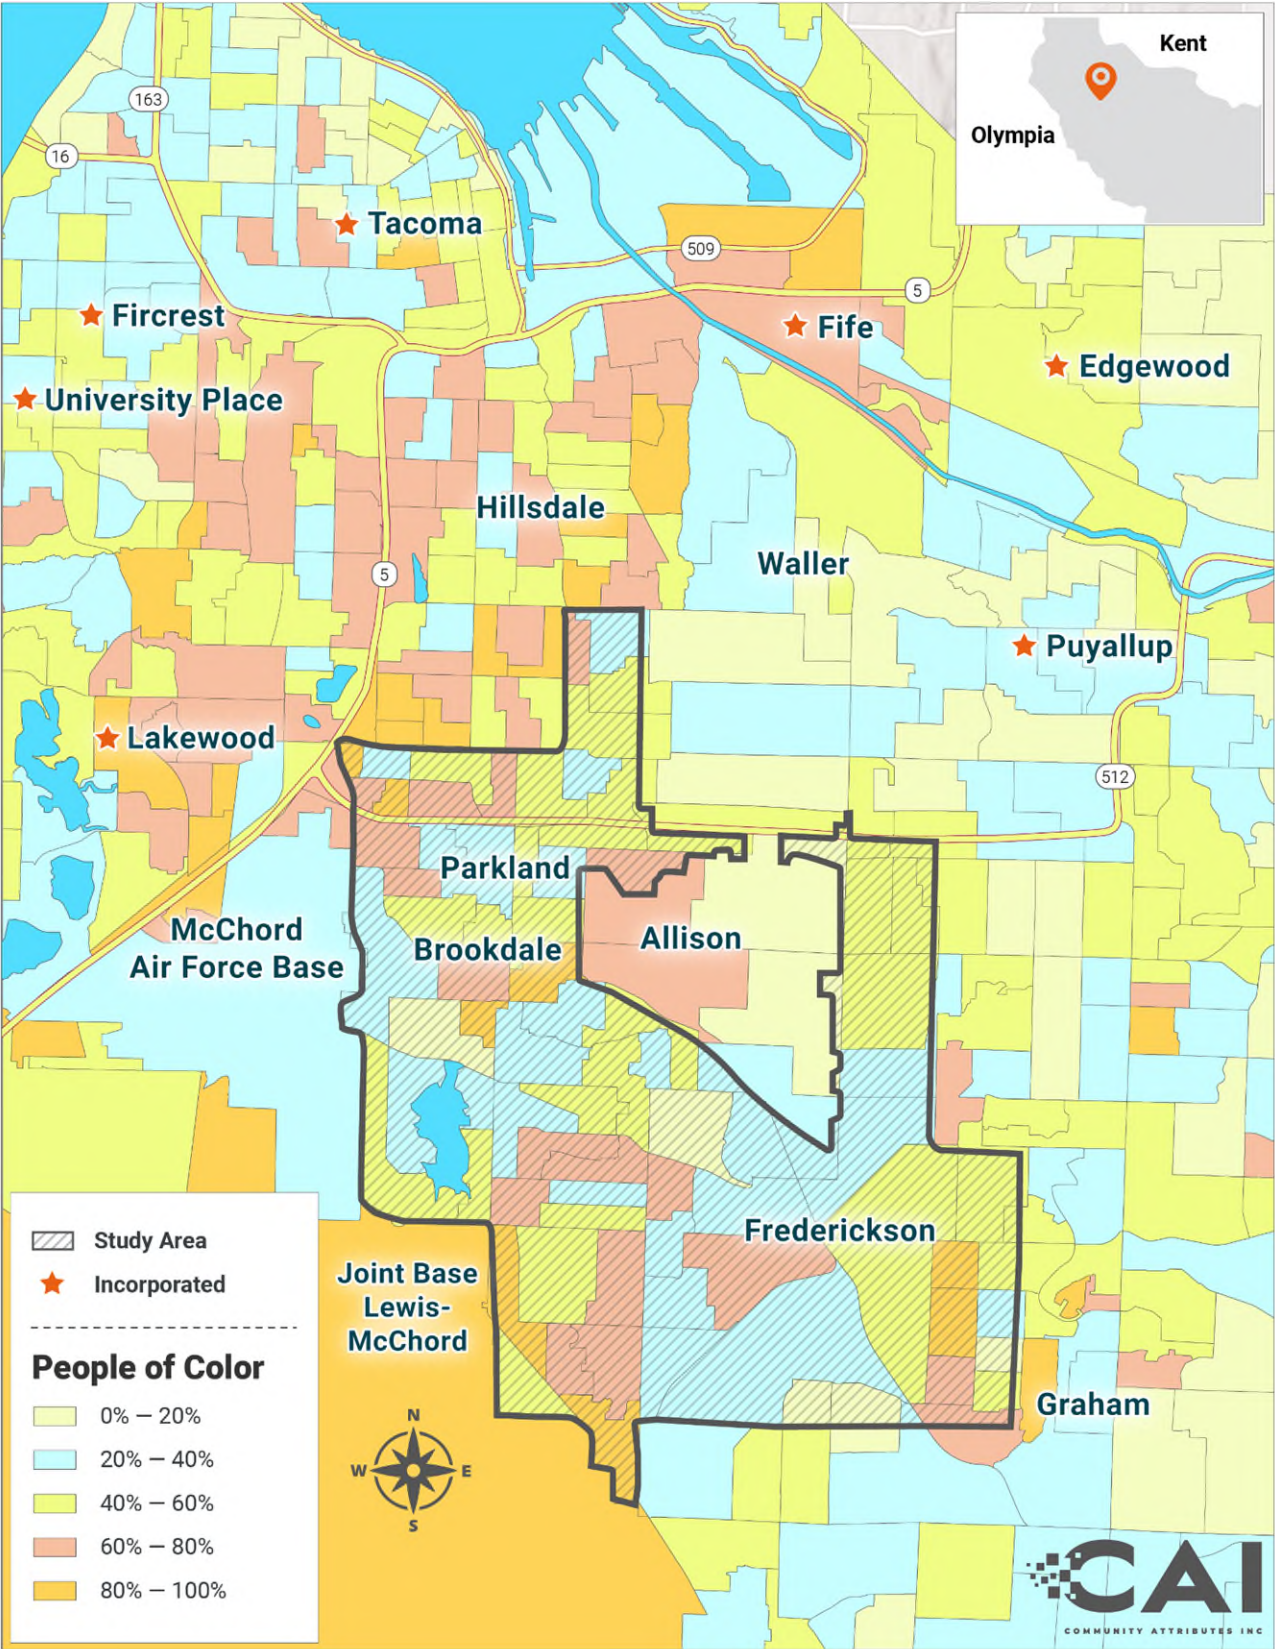 Kent
Olympia
163
16
Tacoma
509
5
Fircrest
Fife
Edgewood
University Place
Hillsdale
Waller
5
Puyallup
Lakewood
512
Parkland
McChord
Air Force Base
Brookdale
Allison
Frederickson
Study Area
Incorporated
People of Color
0% – 20%
20% – 40%
40% – 60%
60% – 80%
80% – 100%
Joint Base
Lewis-
McChord
N
W
E
S
Graham
CAI
COMMUNITY ATTRIBUTES INC